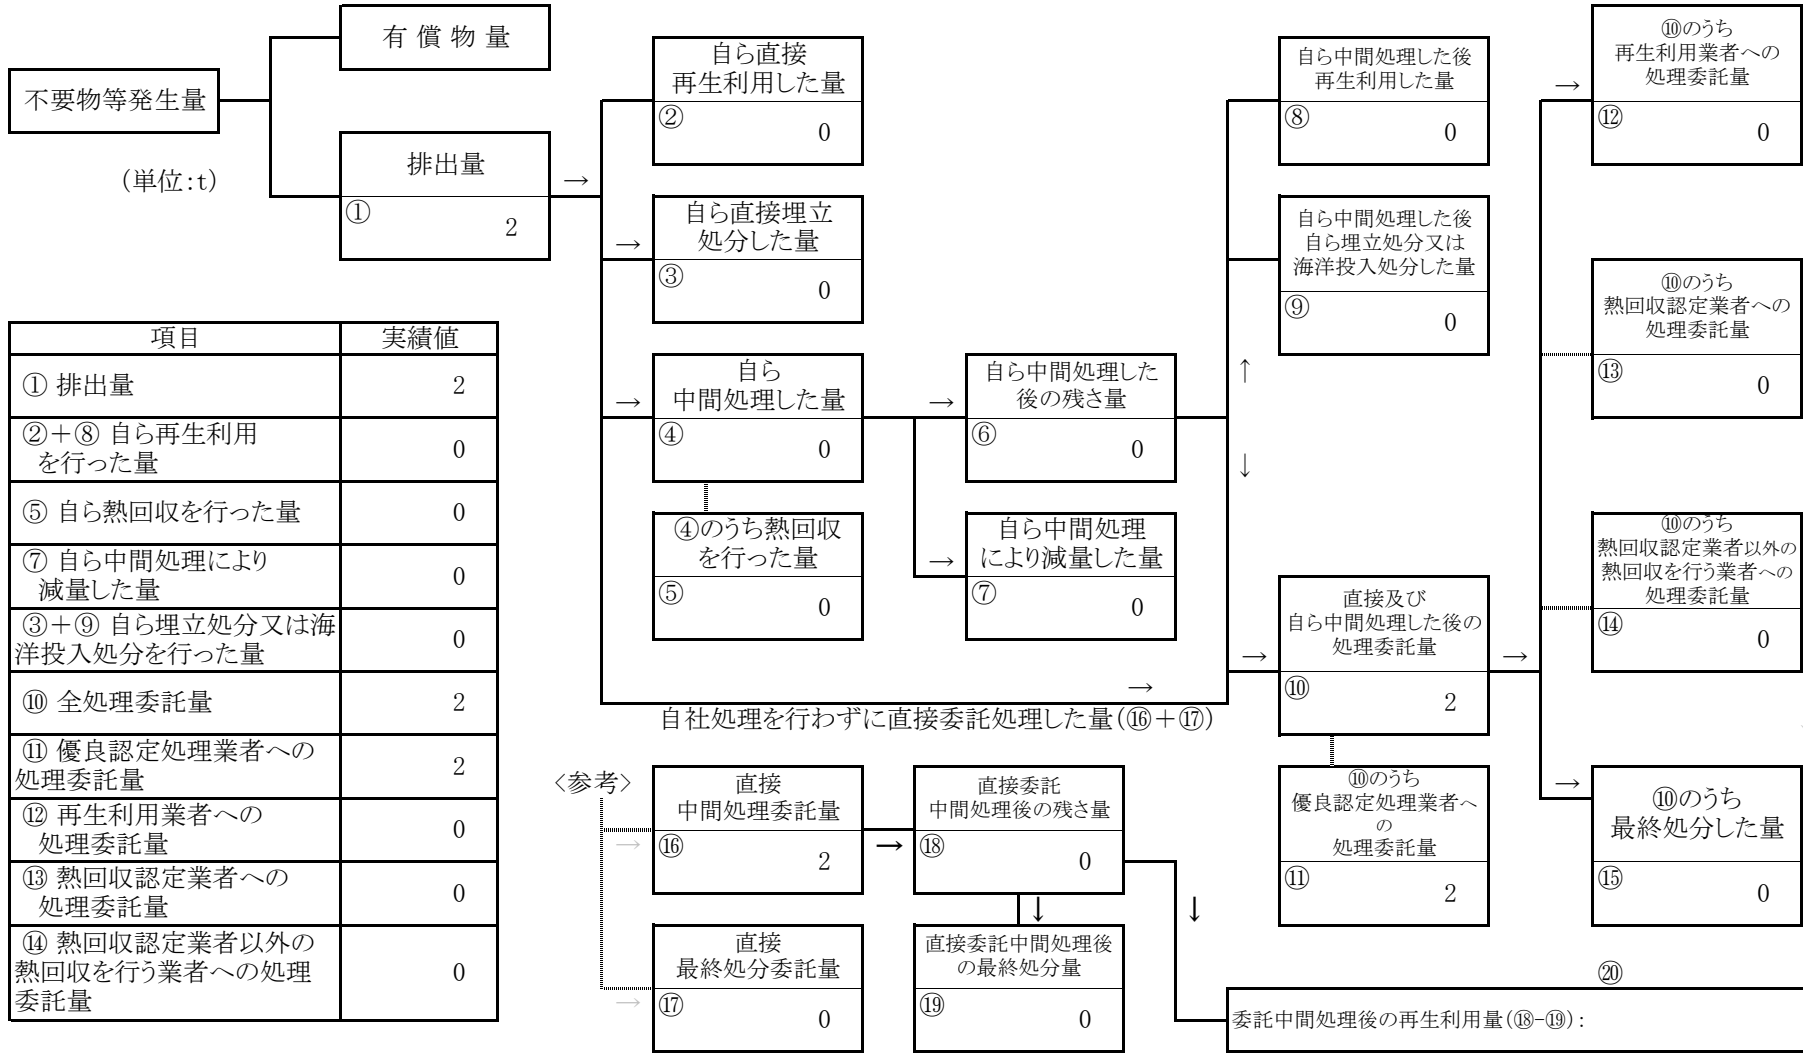 不要物等発生量
(単位:t)
有 償 物 量
排出量
①
2
→
自ら直接
再生利用した量
②
0
→
自ら直接埋立
処分した量
③
0
→
自ら
中間処理した量
④
0
④のうち熱回収
を行った量
⑤
0
→
自ら中間処理した
後の残さ量
⑥
0
→
自ら中間処理
により減量した量
⑦
0
↑
↓
自ら中間処理した後
再生利用した量
⑧
0
自ら中間処理した後
自ら埋立処分又は
海洋投入処分した量
⑨
0
→
自社処理を行わずに直接委託処理した量(⑯+⑰)
→
直接及び
自ら中間処理した後の
処理委託量
⑩
2
→
⑩のうち
優良認定処理業者へ
の
処理委託量
⑪
2
→
⑩のうち
再生利用業者への
処理委託量
⑫
0
⑩のうち
熱回収認定業者への
処理委託量
⑬
0
⑩のうち
熱回収認定業者以外の
熱回収を行う業者への
処理委託量
⑭
0
→
⑩のうち
最終処分した量
⑮
0
項目 実績値
① 排出量 2
②+⑧ 自ら再生利用
を行った量 0
⑤ 自ら熱回収を行った量 0
⑦ 自ら中間処理により
減量した量 0
③+⑨ 自ら埋立処分又は海
洋投入処分を行った量 0
⑩ 全処理委託量 2
⑪ 優良認定処理業者への
処理委託量 2
⑫ 再生利用業者への
処理委託量 0
⑬ 熱回収認定業者への
処理委託量 0
⑭ 熱回収認定業者以外の
熱回収を行う業者への処理
委託量 0
<参考>
→
直接
中間処理委託量
⑯
2
→
直接委託
中間処理後の残さ量
⑱
0
→
直接
最終処分委託量
⑰
0
↓
直接委託中間処理後
の最終処分量
⑲
0
↓
⑳
委託中間処理後の再生利用量(⑱-⑲):